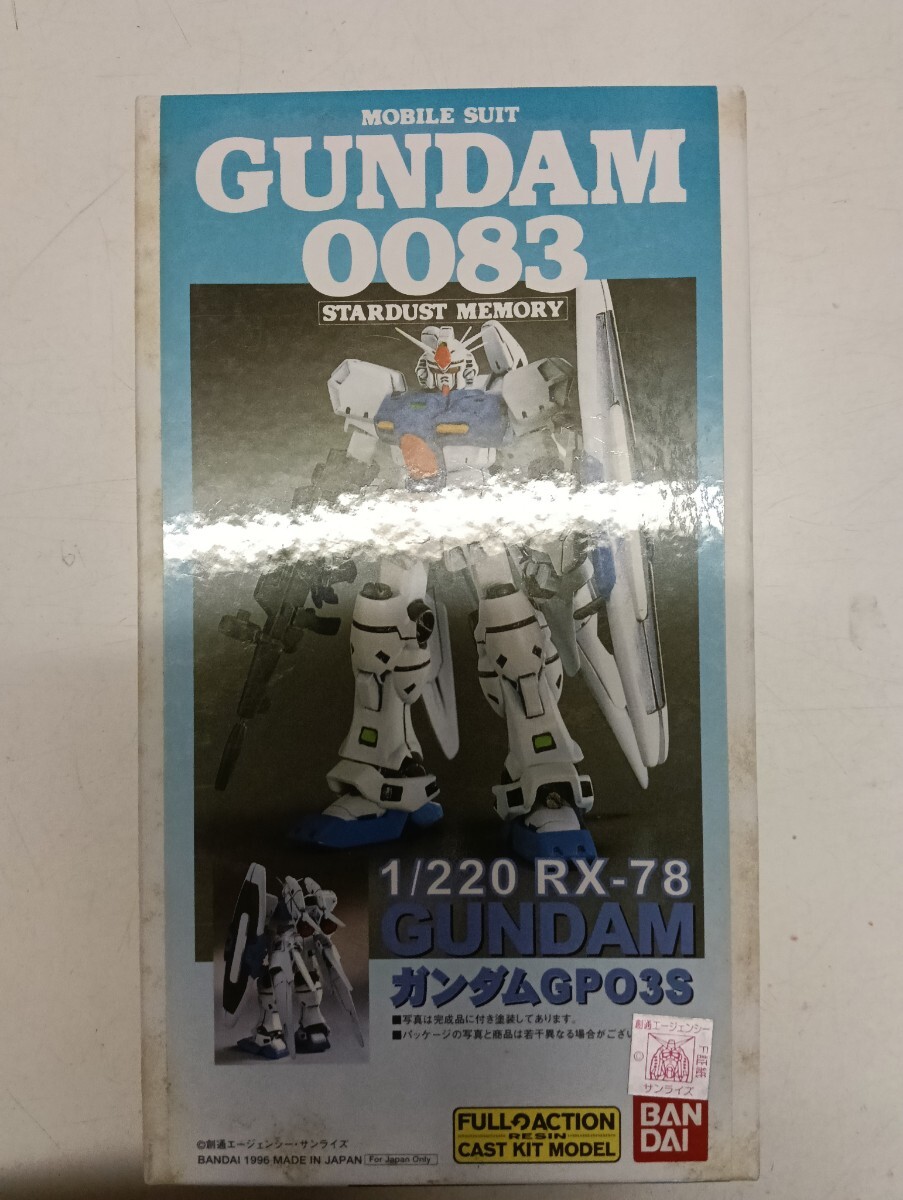 MOBILE SUIT
GUNDAM
0083
STARDUST MEMORY
1/220 RX-78
GUNDAM
ガンダムGP03S
■写真は完成品に付き塗装してあります。
■パッケージの写真と商品は若干異なる場合がござい
創通エージェンシー
サンライズ
©創通エージェンシー・サンライズ
BANDAI 1996 MADE IN JAPAN For Japan Only
FULL ACTION
RESIN
CAST KIT MODEL
BAN
DAI